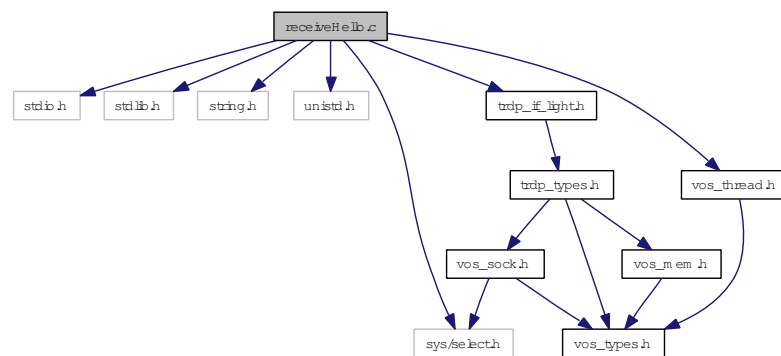 receiveHello.c
stdio.h
stdlib.h
string.h
unistd.h
trdp_if_light.h
trdp_types.h
vos_thread.h
vos_sock.h
vos_mem.h
sys/select.h
vos_types.h